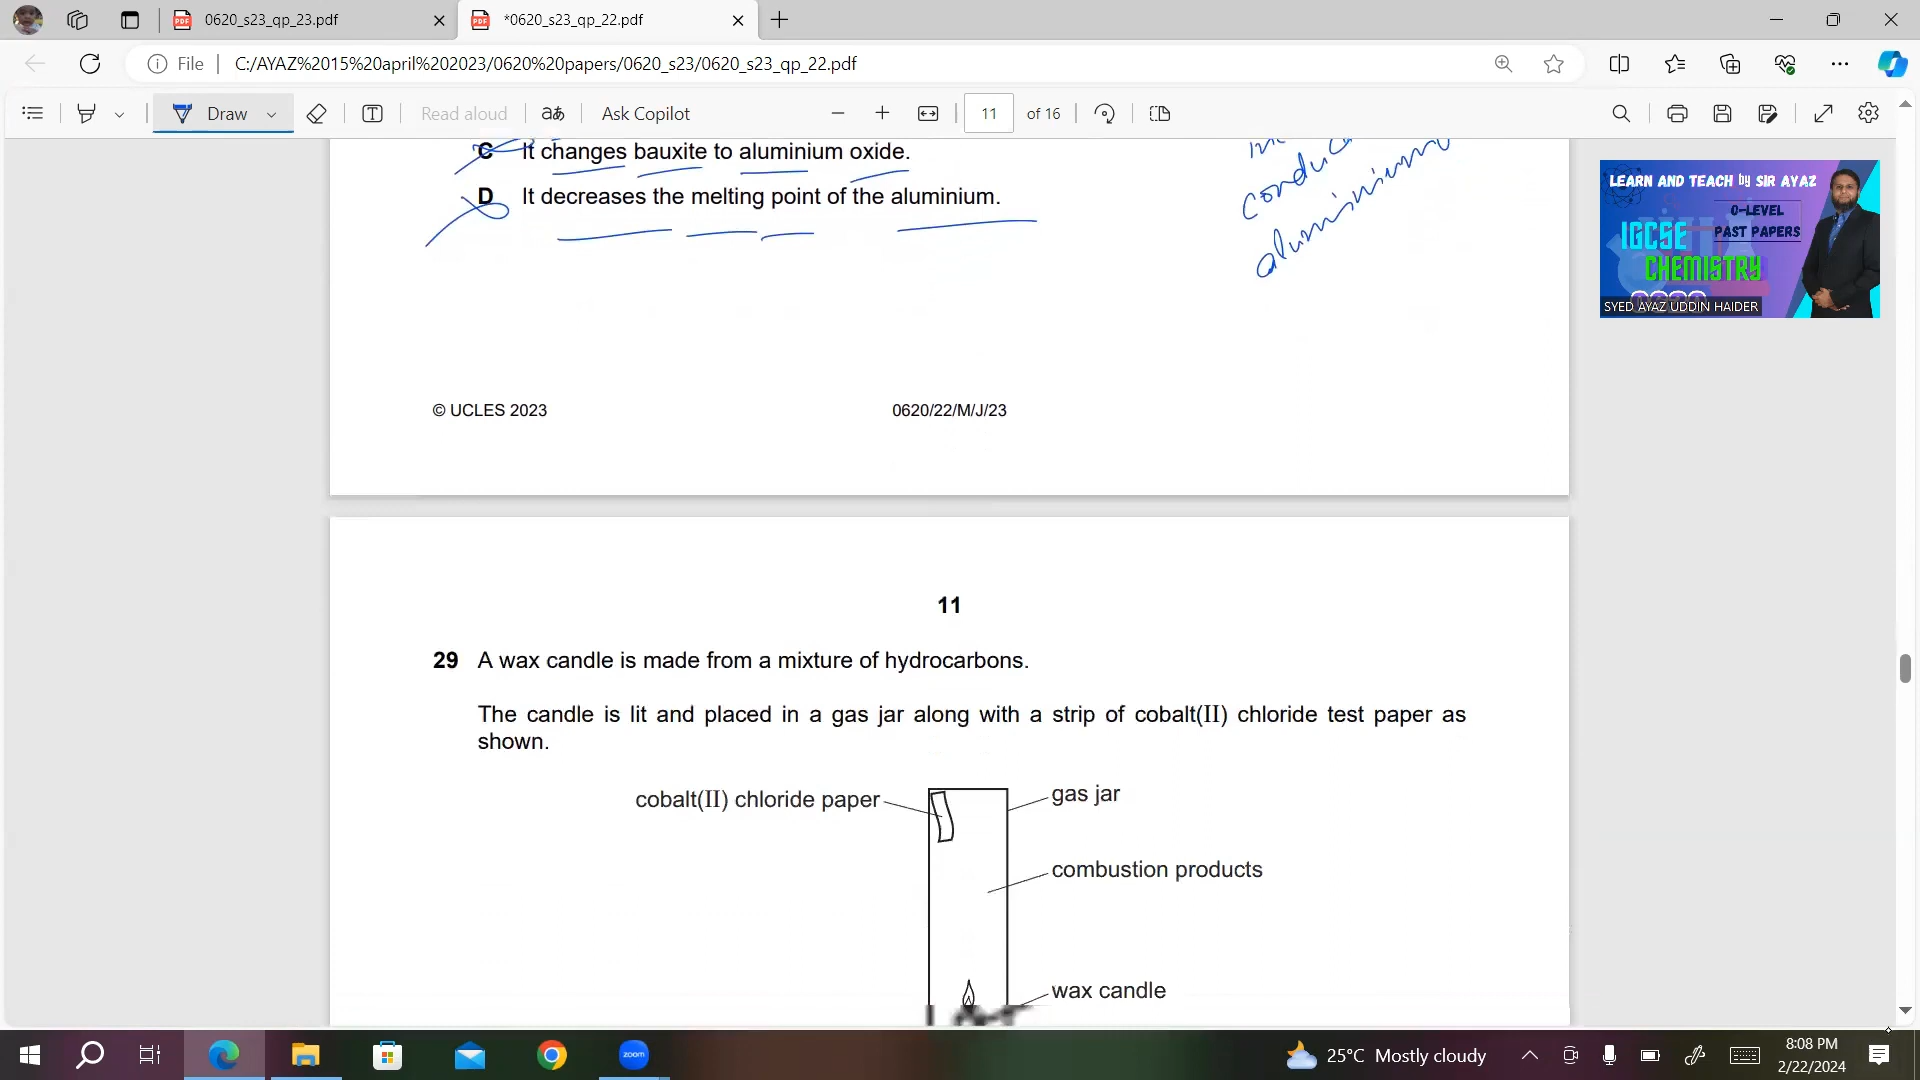 0620_s23_qp_23.pdf
*0620_s23_qp_22.pdf
File
C:/AYAZ%2015%20april%202023/0620%20papers/0620_s23/0620_s23_qp_22.pdf
Draw
Read aloud
aあ
Ask Copilot
11
of 16
C It changes bauxite to aluminium oxide.
D It decreases the melting point of the aluminium.
aluminium
© UCLES 2023
0620/22/M/J/23
11
29 A wax candle is made from a mixture of hydrocarbons.
The candle is lit and placed in a gas jar along with a strip of cobalt(II) chloride test paper as
shown.
cobalt(II) chloride paper
gas jar
combustion products
wax candle
LEARN AND TEACH by SIR AYAZ
O-LEVEL
PAST PAPERS
IGCSE
CHEMISTRY
SYED AYAZ UDDIN HAIDER
zoom
25°C Mostly cloudy
8:08 PM
2/22/2024